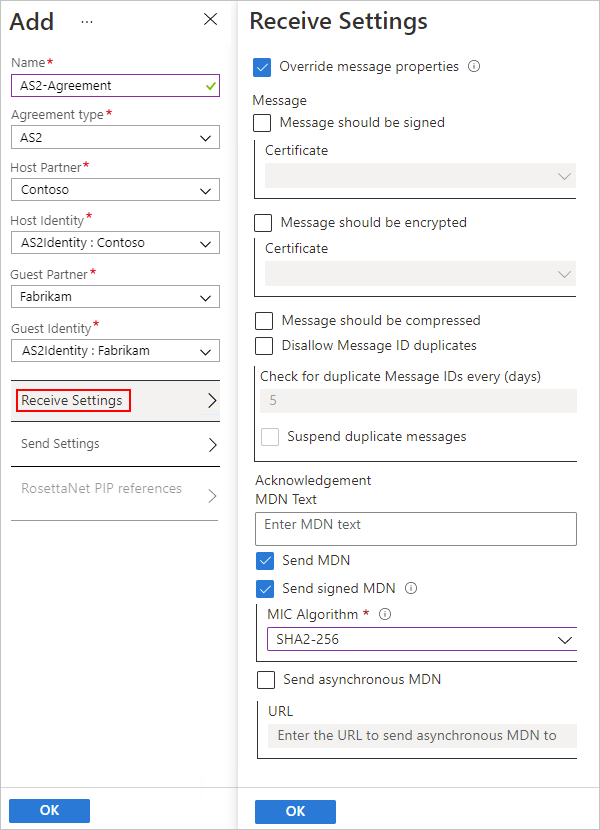 Add ...
Name*
AS2-Agreement
Agreement type*
AS2
Host Partner*
Contoso
Host Identity*
AS2Identity : Contoso
Guest Partner*
Fabrikam
Guest Identity*
AS2Identity : Fabrikam
Receive Settings
Send Settings
RosettaNet PIP references
OK
Receive Settings
Override message properties
Message
Message should be signed
Certificate
Message should be encrypted
Certificate
Message should be compressed
Disallow Message ID duplicates
Check for duplicate Message IDs every (days)
5
Suspend duplicate messages
Acknowledgement
MDN Text
Enter MDN text
Send MDN
Send signed MDN
MIC Algorithm *
SHA2-256
Send asynchronous MDN
URL
Enter the URL to send asynchronous MDN to
OK